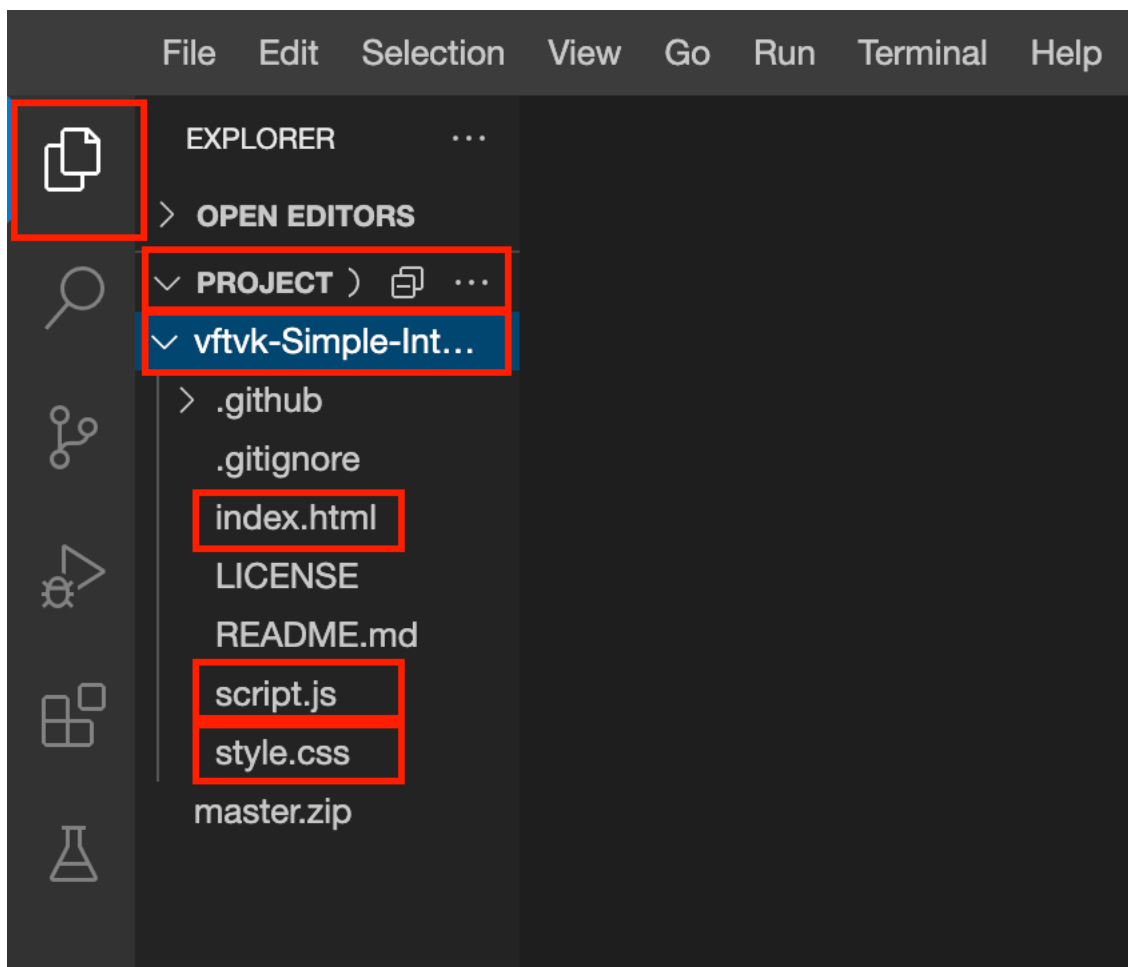 File Edit Selection View Go Run Terminal Help
EXPLORER ···
OPEN EDITORS
PROJECT ) ···
vftvk-Simple-Int...
.github
.gitignore
index.html
LICENSE
README.md
script.js
style.css
master.zip